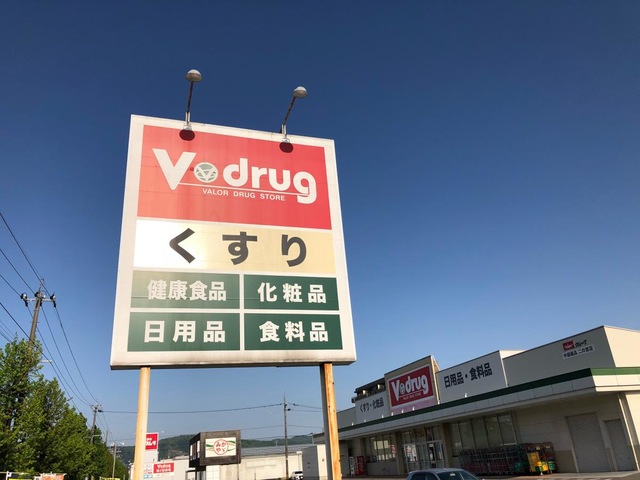 V・drug
VALOR DRUG STORE
くすり
健康食品
化粧品
日用品
食料品
くすり・化粧品
V・drug
日用品・食料品